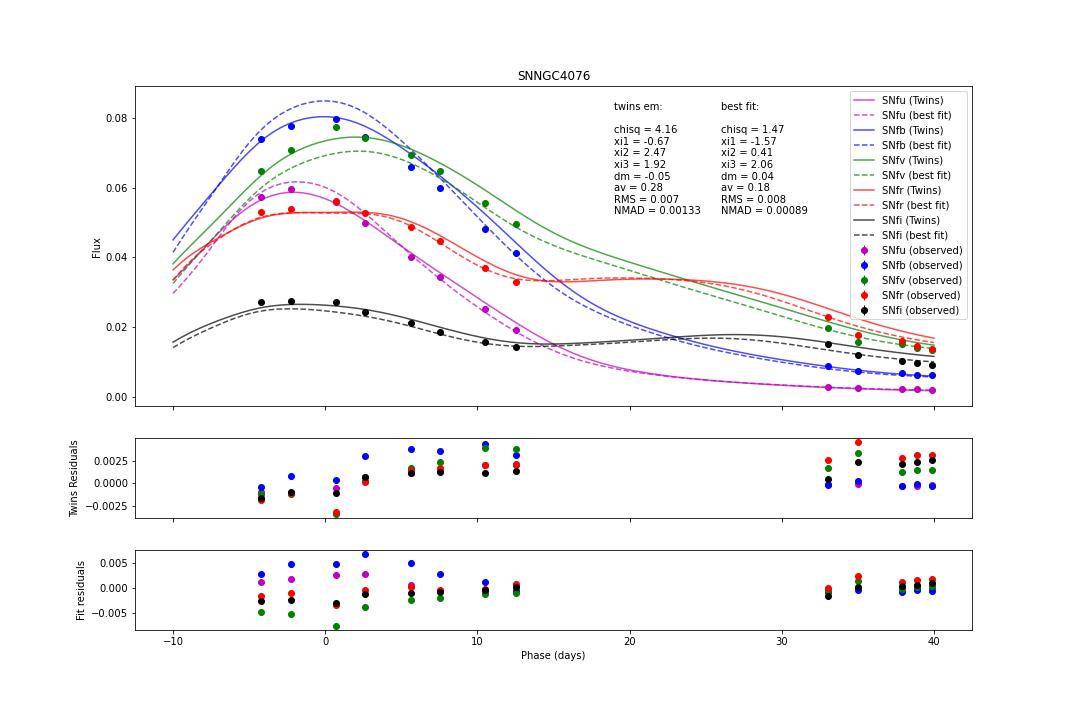 SNNGC4076
Flux
0.08
0.06
0.04
0.02
0.00
twins em:
chisq = 4.16
xi1 = -0.67
xi2 = 2.47
xi3 = 1.92
dm = -0.05
av = 0.28
RMS = 0.007
NMAD = 0.00133
best fit:
chisq = 1.47
xi1 = -1.57
xi2 = 0.41
xi3 = 2.06
dm = 0.04
av = 0.18
RMS = 0.008
NMAD = 0.00089
SNfu (Twins)
SNfu (best fit)
SNfb (Twins)
SNfb (best fit)
SNfv (Twins)
SNfv (best fit)
SNfr (Twins)
SNfr (best fit)
SNfi (Twins)
SNfi (best fit)
SNfu (observed)
SNfb (observed)
SNfv (observed)
SNfr (observed)
SNfi (observed)
Twins Residuals
0.0025
0.0000
−0.0025
Fit residuals
0.005
0.000
−0.005
−10
0
10
20
30
40
Phase (days)